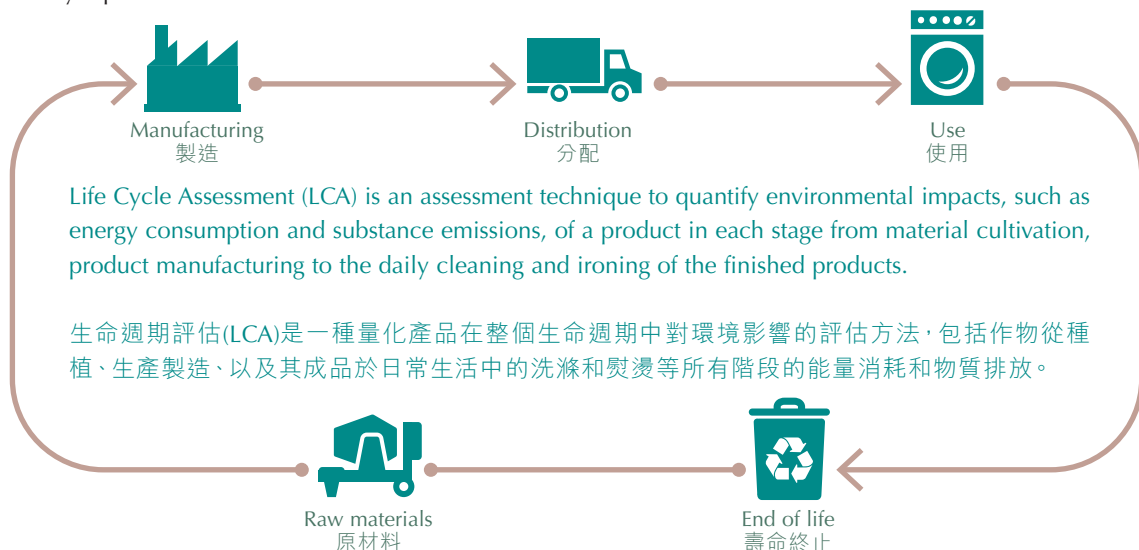 Manufacturing
製造
Distribution
分配
Use
使用
Life Cycle Assessment (LCA) is an assessment technique to quantify environmental impacts, such as
energy consumption and substance emissions, of a product in each stage from material cultivation,
product manufacturing to the daily cleaning and ironing of the finished products.
生命週期評估(LCA)是一種量化產品在整個生命週期中對環境影響的評估方法，包括作物從種
植、生產製造、以及其成品於日常生活中的洗滌和熨燙等所有階段的能量消耗和物質排放。
Raw materials
原材料
End of life
壽命終止